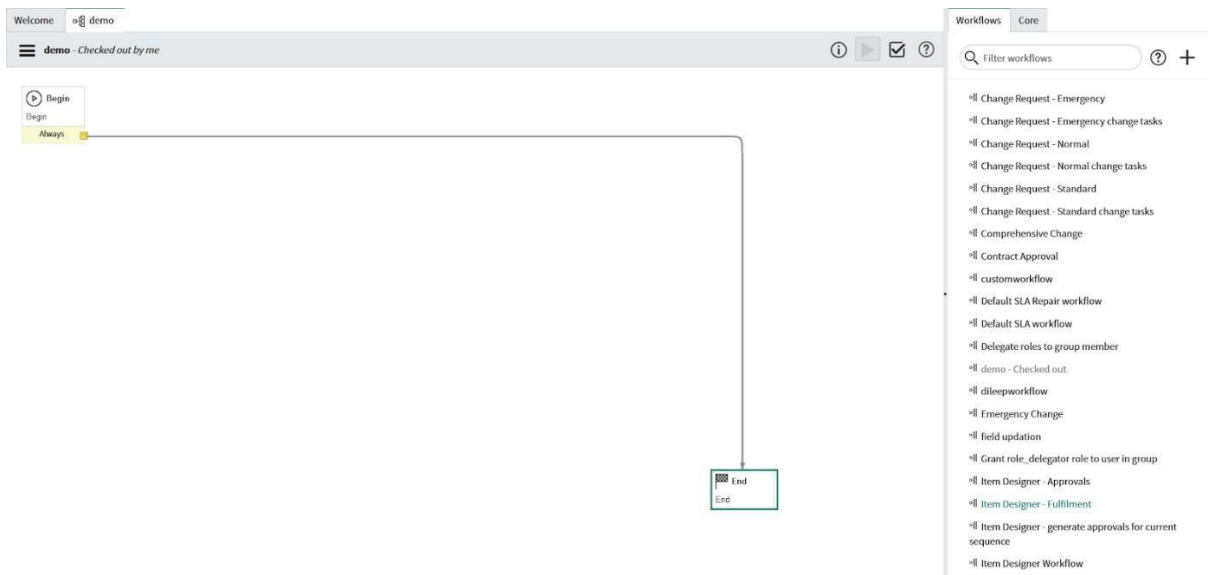 Welcome
demo
demo - Checked out by me
Begin
Begin
Always
End
End
Workflows
Core
Filter workflows
Change Request - Emergency
Change Request - Emergency change tasks
Change Request - Normal
Change Request - Normal change tasks
Change Request - Standard
Change Request - Standard change tasks
Comprehensive Change
Contract Approval
customworkflow
Default SLA Repair workflow
Default SLA workflow
Delegate roles to group member
demo - Checked out
dileepworkflow
Emergency Change
field updation
Grant role_delegator role to user in group
Item Designer - Approvals
Item Designer - Fulfilment
Item Designer - generate approvals for current
sequence
Item Designer Workflow